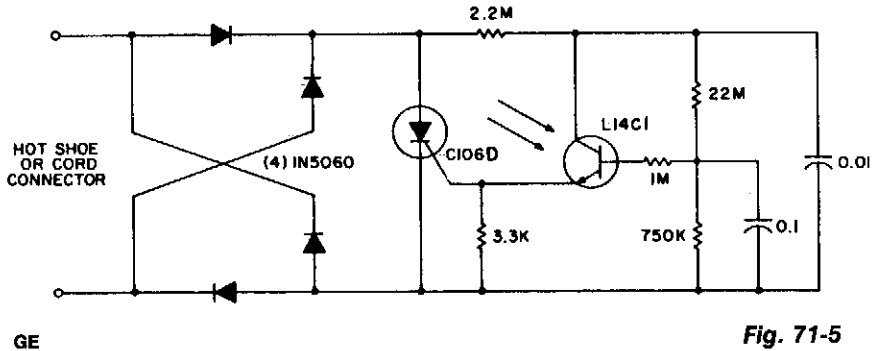 2.2M
22M
L14C1
C106D
HOT SHOE
OR CORD
CONNECTOR
(4) IN5060
1M
0.01
3.3K
750K
0.1
GE
Fig. 71-5